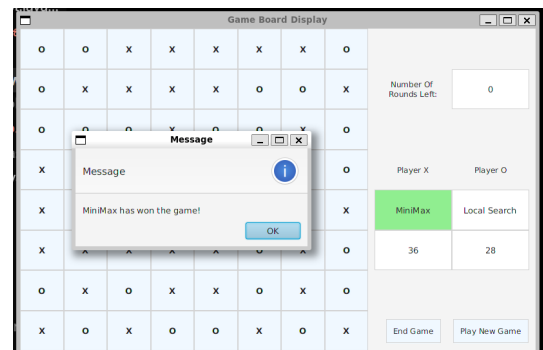 Game Board Display
O O X X X X X O
O X X X X O O X
Number Of
Rounds Left:
0
O X O
Message
X O
Message
Player X Player O
MiniMax has won the game!
X X
MiniMax Local Search
OK
X O
36 28
O X O X X O X O
X O X O O X O X
End Game Play New Game